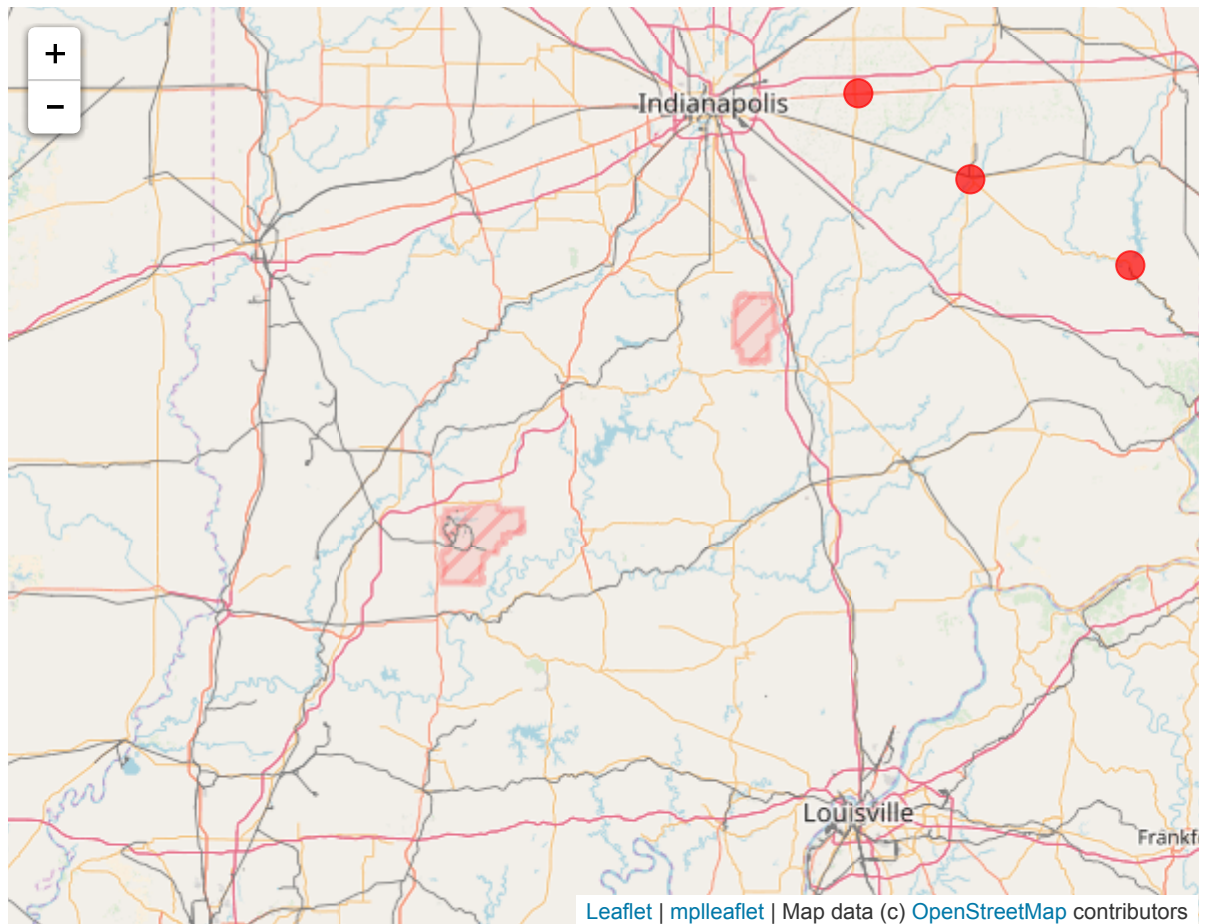 +
Indianapolis
−
Louisville
Frankf
Leaflet | mplleaflet | Map data (c) OpenStreetMap contributors